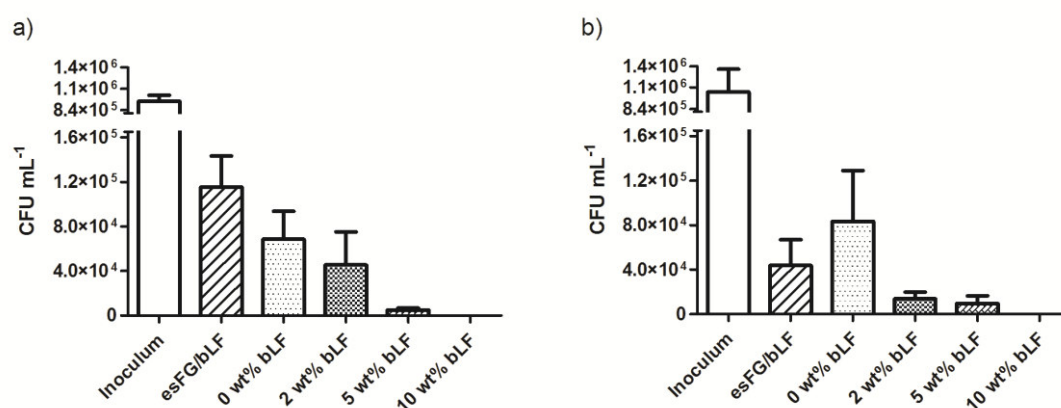 a)
1.4×10⁶
1.1×10⁶
8.4×10⁵
1.6×10⁵
1.2×10⁵
8.0×10⁴
4.0×10⁴
0
CFU mL⁻¹
Inoculum
esFG/bLF
0 wt% bLF
2 wt% bLF
5 wt% bLF
10 wt% bLF
b)
1.4×10⁶
1.1×10⁶
8.4×10⁵
1.6×10⁵
1.2×10⁵
8.0×10⁴
4.0×10⁴
0
CFU mL⁻¹
Inoculum
esFG/bLF
0 wt% bLF
2 wt% bLF
5 wt% bLF
10 wt% bLF